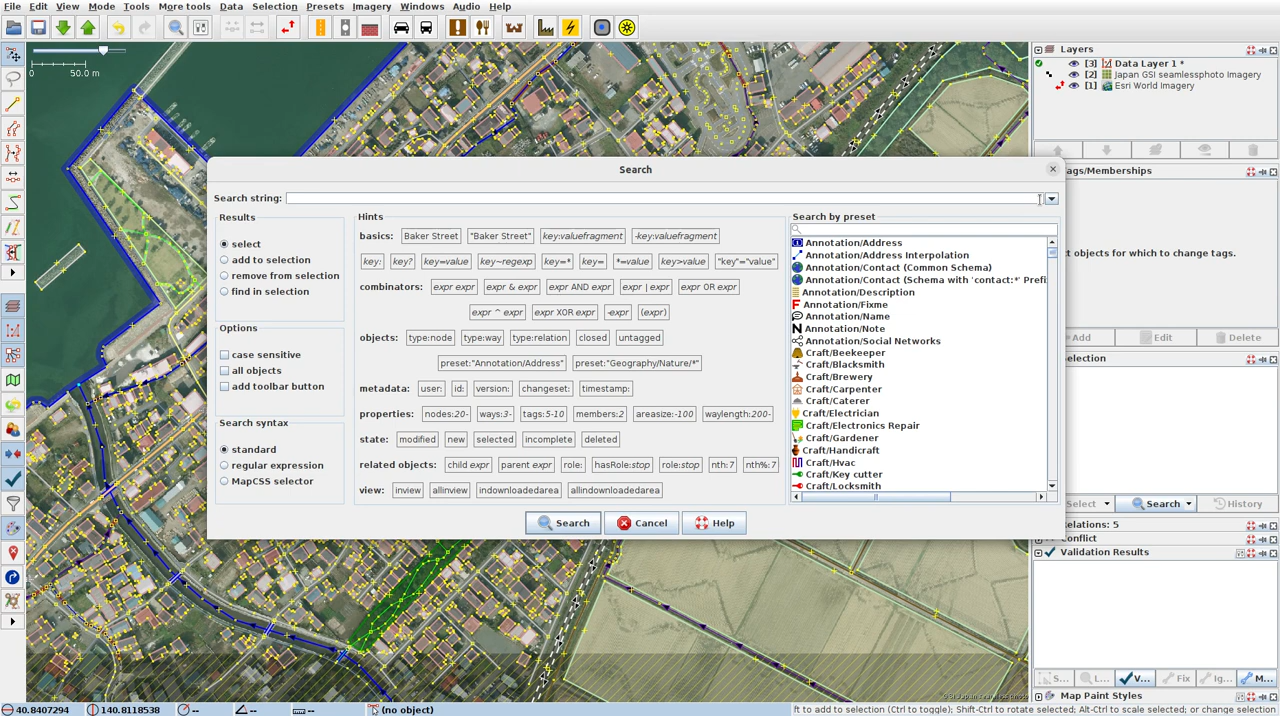 File Edit View Mode Tools More tools Data Selection Presets Imagery Windows Audio Help
0 50.0 m
Layers
[3] Data Layer 1 *
[2] Japan GSI seamlessphoto Imagery
[1] Esri World Imagery
ags/Memberships
ct objects for which to change tags.
Add Edit Delete
election
elect Search History
elations: 5
onflict
Validation Results
S... L... V... Fix Ig... M...
Map Paint Styles
Search
Search string:
Results
select
add to selection
remove from selection
find in selection
Options
case sensitive
all objects
add toolbar button
Search syntax
standard
regular expression
MapCSS selector
Hints
basics: Baker Street "Baker Street" key:valuefragment -key:valuefragment
key: key? key=value key~regexp key=* key= *=value key>value "key"="value"
combinators: expr expr expr & expr expr AND expr expr | expr expr OR expr
expr ^ expr expr XOR expr -expr (expr)
objects: type:node type:way type:relation closed untagged
preset:"Annotation/Address" preset:"Geography/Nature/*"
metadata: user: id: version: changeset: timestamp:
properties: nodes:20- ways:3- tags:5-10 members:2 areasize:-100 waylength:200-
state: modified new selected incomplete deleted
related objects: child expr parent expr role: hasRole:stop role:stop nth:7 nth%:7
view: inview allinview indownloadedarea allindownloadedarea
Search by preset
Annotation/Address
Annotation/Address Interpolation
Annotation/Contact (Common Schema)
Annotation/Contact (Schema with 'contact:*' Prefi
Annotation/Description
Annotation/Fixme
Annotation/Name
Annotation/Note
Annotation/Social Networks
Craft/Beekeeper
Craft/Blacksmith
Craft/Brewery
Craft/Carpenter
Craft/Caterer
Craft/Electrician
Craft/Electronics Repair
Craft/Gardener
Craft/Handicraft
Craft/Hvac
Craft/Key cutter
Craft/Locksmith
Search Cancel Help
40.8407294 140.8118538 -- -- -- (no object) ft to add to selection (Ctrl to toggle); Shift-Ctrl to rotate selected; Alt-Ctrl to scale selected; or change selection